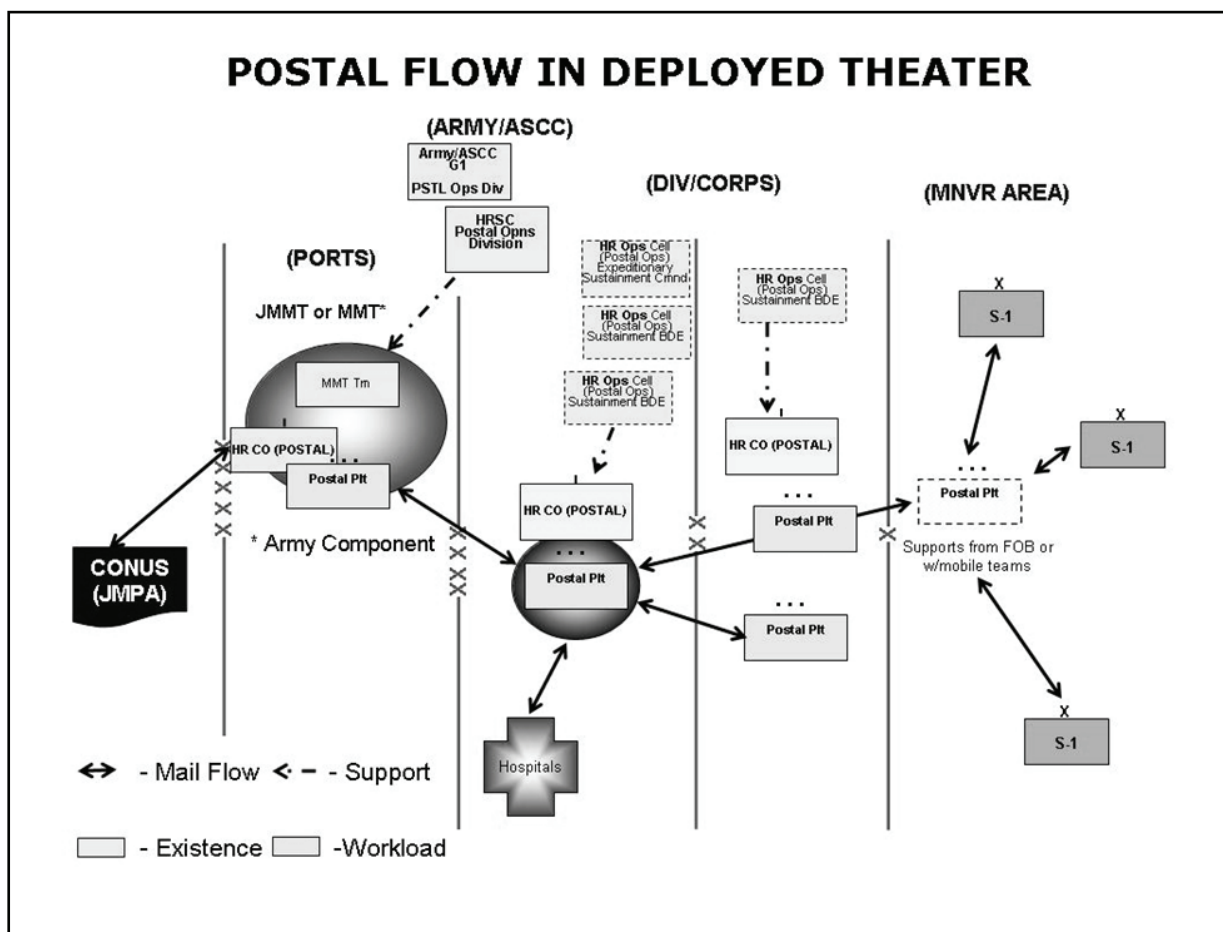 POSTAL FLOW IN DEPLOYED THEATER
(ARMY/ASCC)
Army/ASCC
G1
PSTL Ops Div
HRSC
Postal Opns
Division
(DIV/CORPS)
(MNVR AREA)
(PORTS)
JMMT or MMT*
MMT Tm
I
HR CO (POSTAL)
...
Postal Plt
* Army Component
CONUS
(JMPA)
HR Ops Cell
(Postal Ops)
Expeditionary
Sustainment Cmnd
HR Ops Cell
(Postal Ops)
Sustainment BDE
HR Ops Cell
(Postal Ops)
Sustainment BDE
I
HR CO (POSTAL)
...
Postal Plt
Hospitals
HR Ops Cell
(Postal Ops)
Sustainment BDE
I
HR CO (POSTAL)
...
Postal Plt
...
Postal Plt
X
S-1
X
S-1
...
Postal Plt
Supports from FOB or
w/mobile teams
X
S-1
XXXX
XXXX
XX
X
- Mail Flow
- Support
- Existence
-Workload